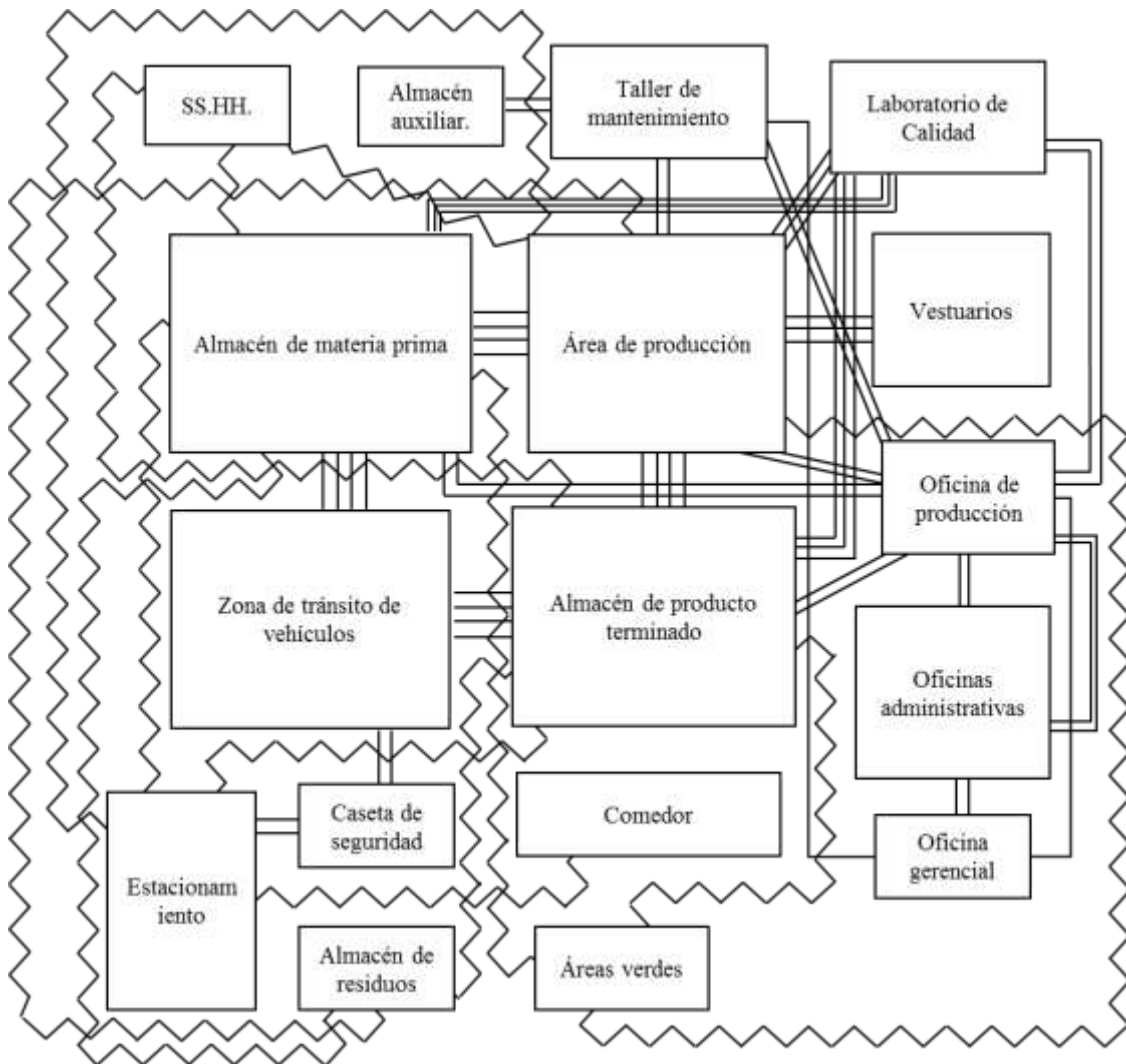 SS.HH.
Almacén
auxiliar.
Taller de
mantenimiento
Laboratorio de
Calidad
Almacén de materia prima
Área de producción
Vestuarios
Oficina de
producción
Zona de tránsito de
vehículos
Almacén de producto
terminado
Oficinas
administrativas
Caseta de
seguridad
Comedor
Oficina
gerencial
Estacionam
iento
Almacén de
residuos
Áreas verdes